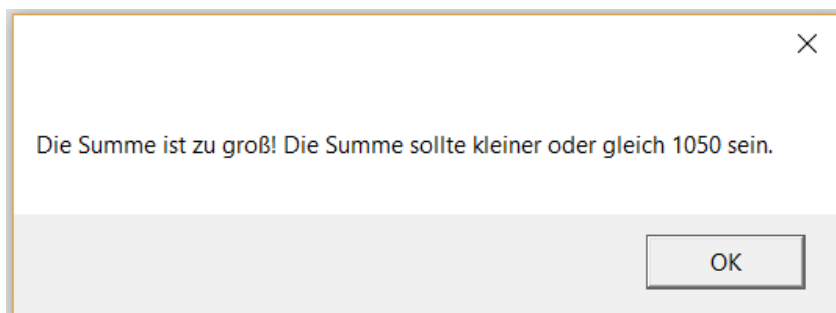 Die Summe ist zu groß! Die Summe sollte kleiner oder gleich 1050 sein.
OK